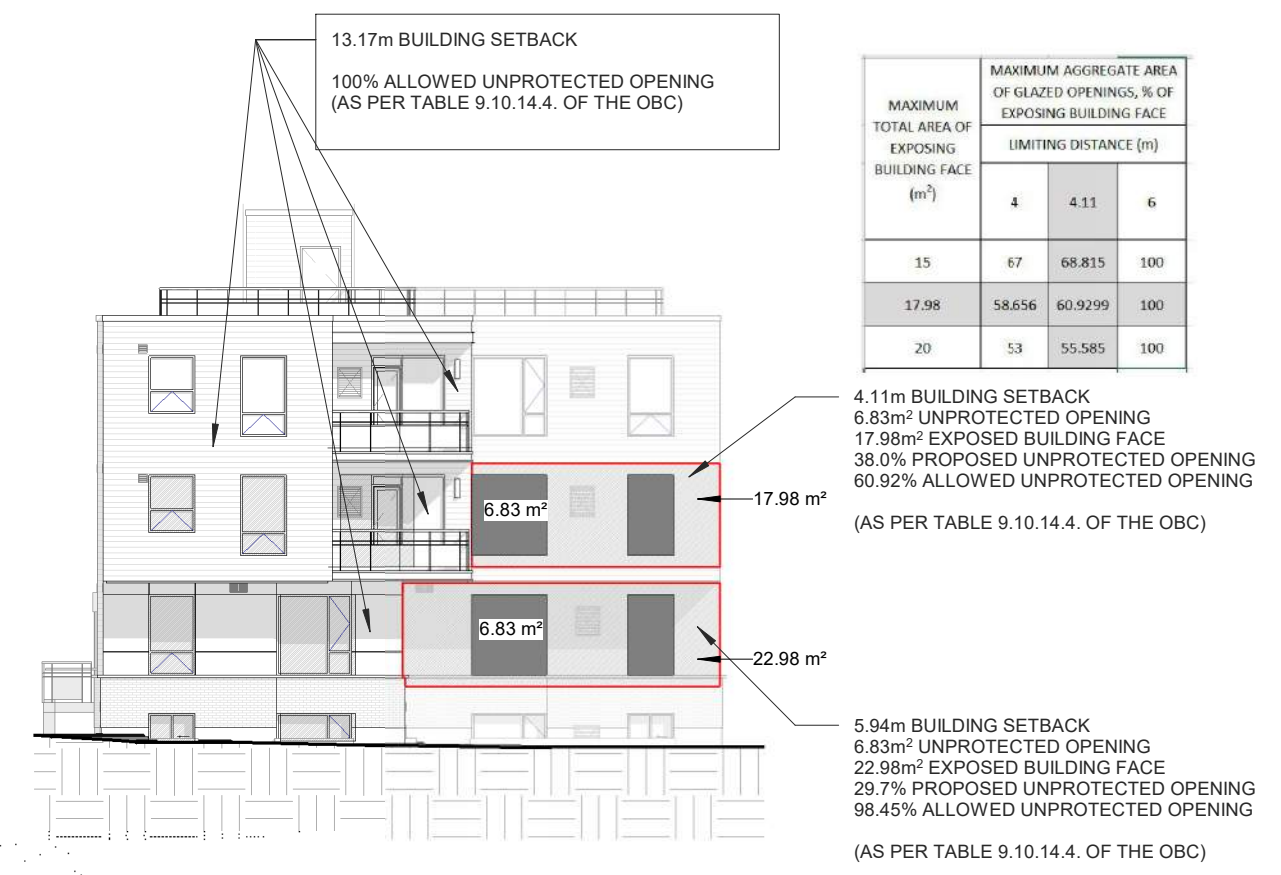 13.17m BUILDING SETBACK
100% ALLOWED UNPROTECTED OPENING
(AS PER TABLE 9.10.14.4. OF THE OBC)
MAXIMUM
TOTAL AREA OF
EXPOSING
BUILDING FACE
(m²)
MAXIMUM AGGREGATE AREA
OF GLAZED OPENINGS, % OF
EXPOSING BUILDING FACE
LIMITING DISTANCE (m)
4 4.11 6
15 67 68.815 100
17.98 58.656 60.9299 100
20 53 55.585 100
4.11m BUILDING SETBACK
6.83m² UNPROTECTED OPENING
17.98m² EXPOSED BUILDING FACE
38.0% PROPOSED UNPROTECTED OPENING
60.92% ALLOWED UNPROTECTED OPENING
(AS PER TABLE 9.10.14.4. OF THE OBC)
6.83 m²
17.98 m²
6.83 m²
22.98 m²
5.94m BUILDING SETBACK
6.83m² UNPROTECTED OPENING
22.98m² EXPOSED BUILDING FACE
29.7% PROPOSED UNPROTECTED OPENING
98.45% ALLOWED UNPROTECTED OPENING
(AS PER TABLE 9.10.14.4. OF THE OBC)